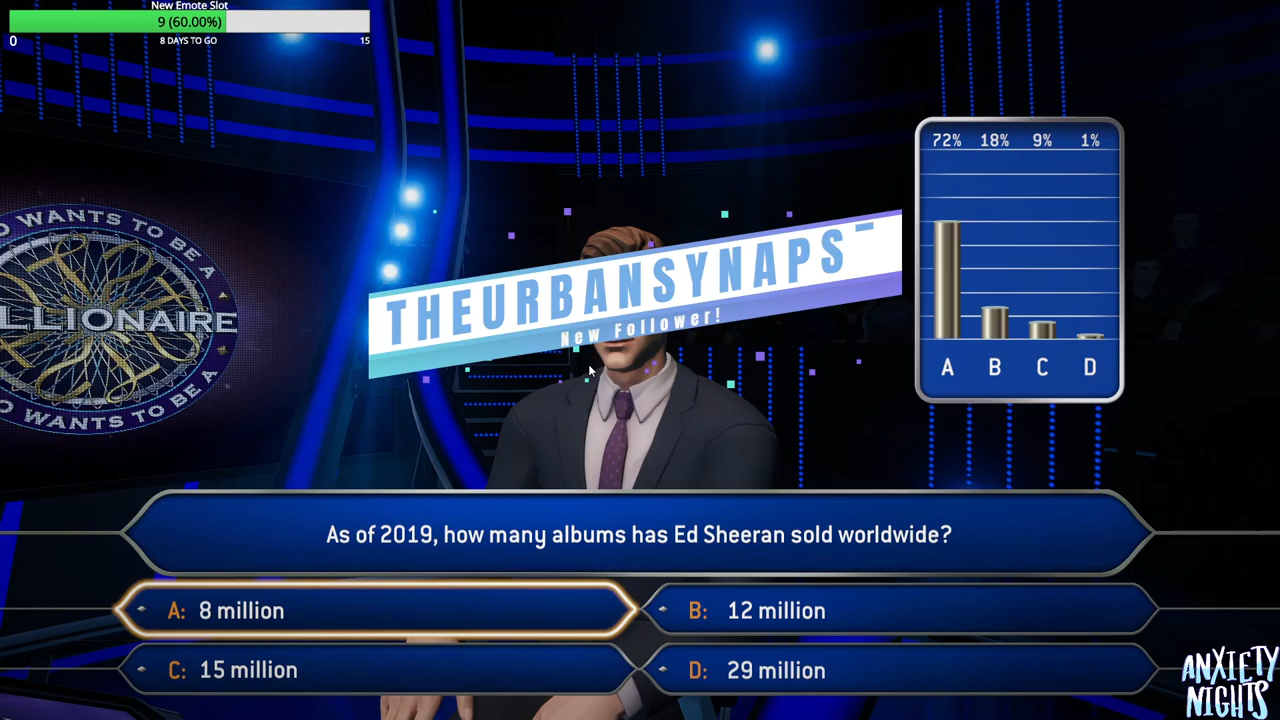 New Emote Slot
9 (60.00%)
0
8 DAYS TO GO
15
72% 18% 9% 1%
A B C D
WANTS TO BE A
LLIONAIRE
WANTS TO BE A
THEURBANSYNAPS
New Follower!
As of 2019, how many albums has Ed Sheeran sold worldwide?
A: 8 million
B: 12 million
C: 15 million
D: 29 million
ANXIETY
NIGHTS